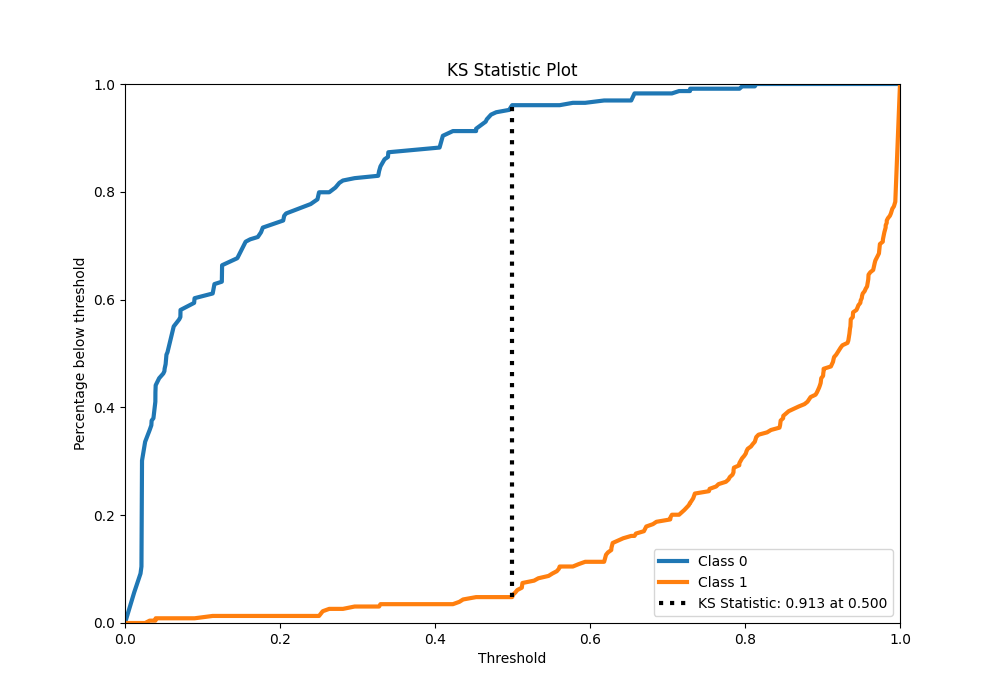 KS Statistic Plot
1.0
0.8
0.6
0.4
0.2
0.0
Percentage below threshold
0.0 0.2 0.4 0.6 0.8 1.0
Threshold
Class 0
Class 1
KS Statistic: 0.913 at 0.500